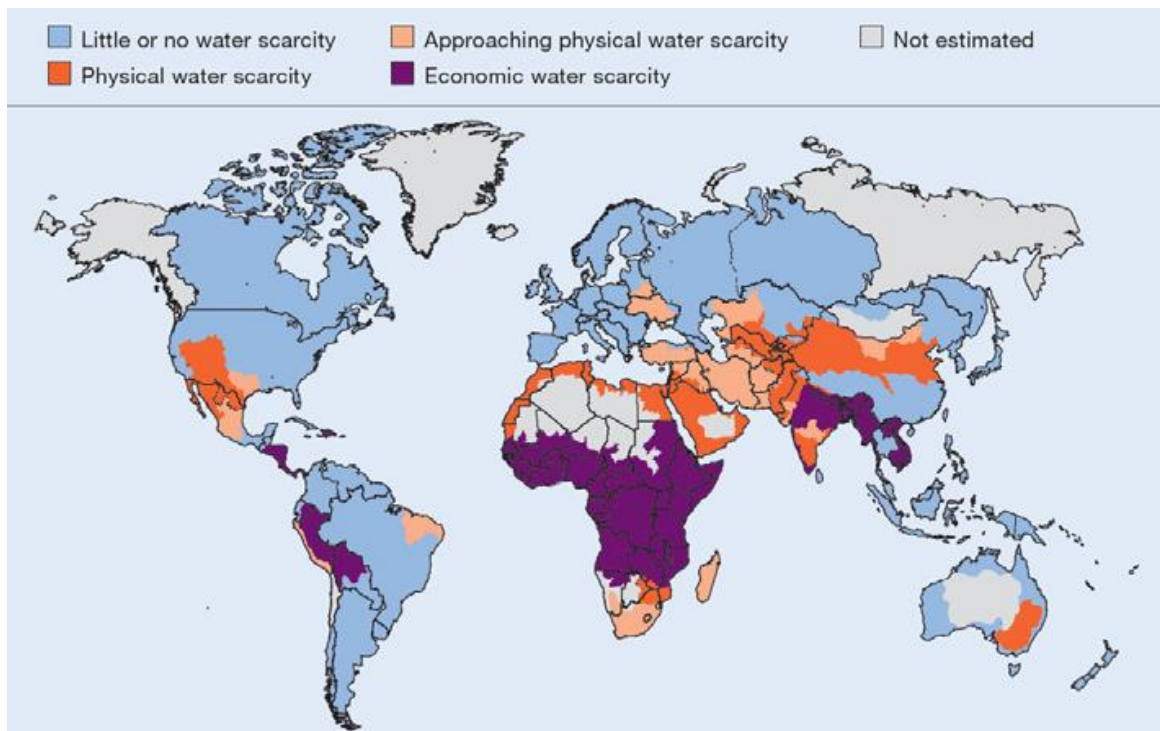 Little or no water scarcity
Approaching physical water scarcity
Not estimated
Physical water scarcity
Economic water scarcity